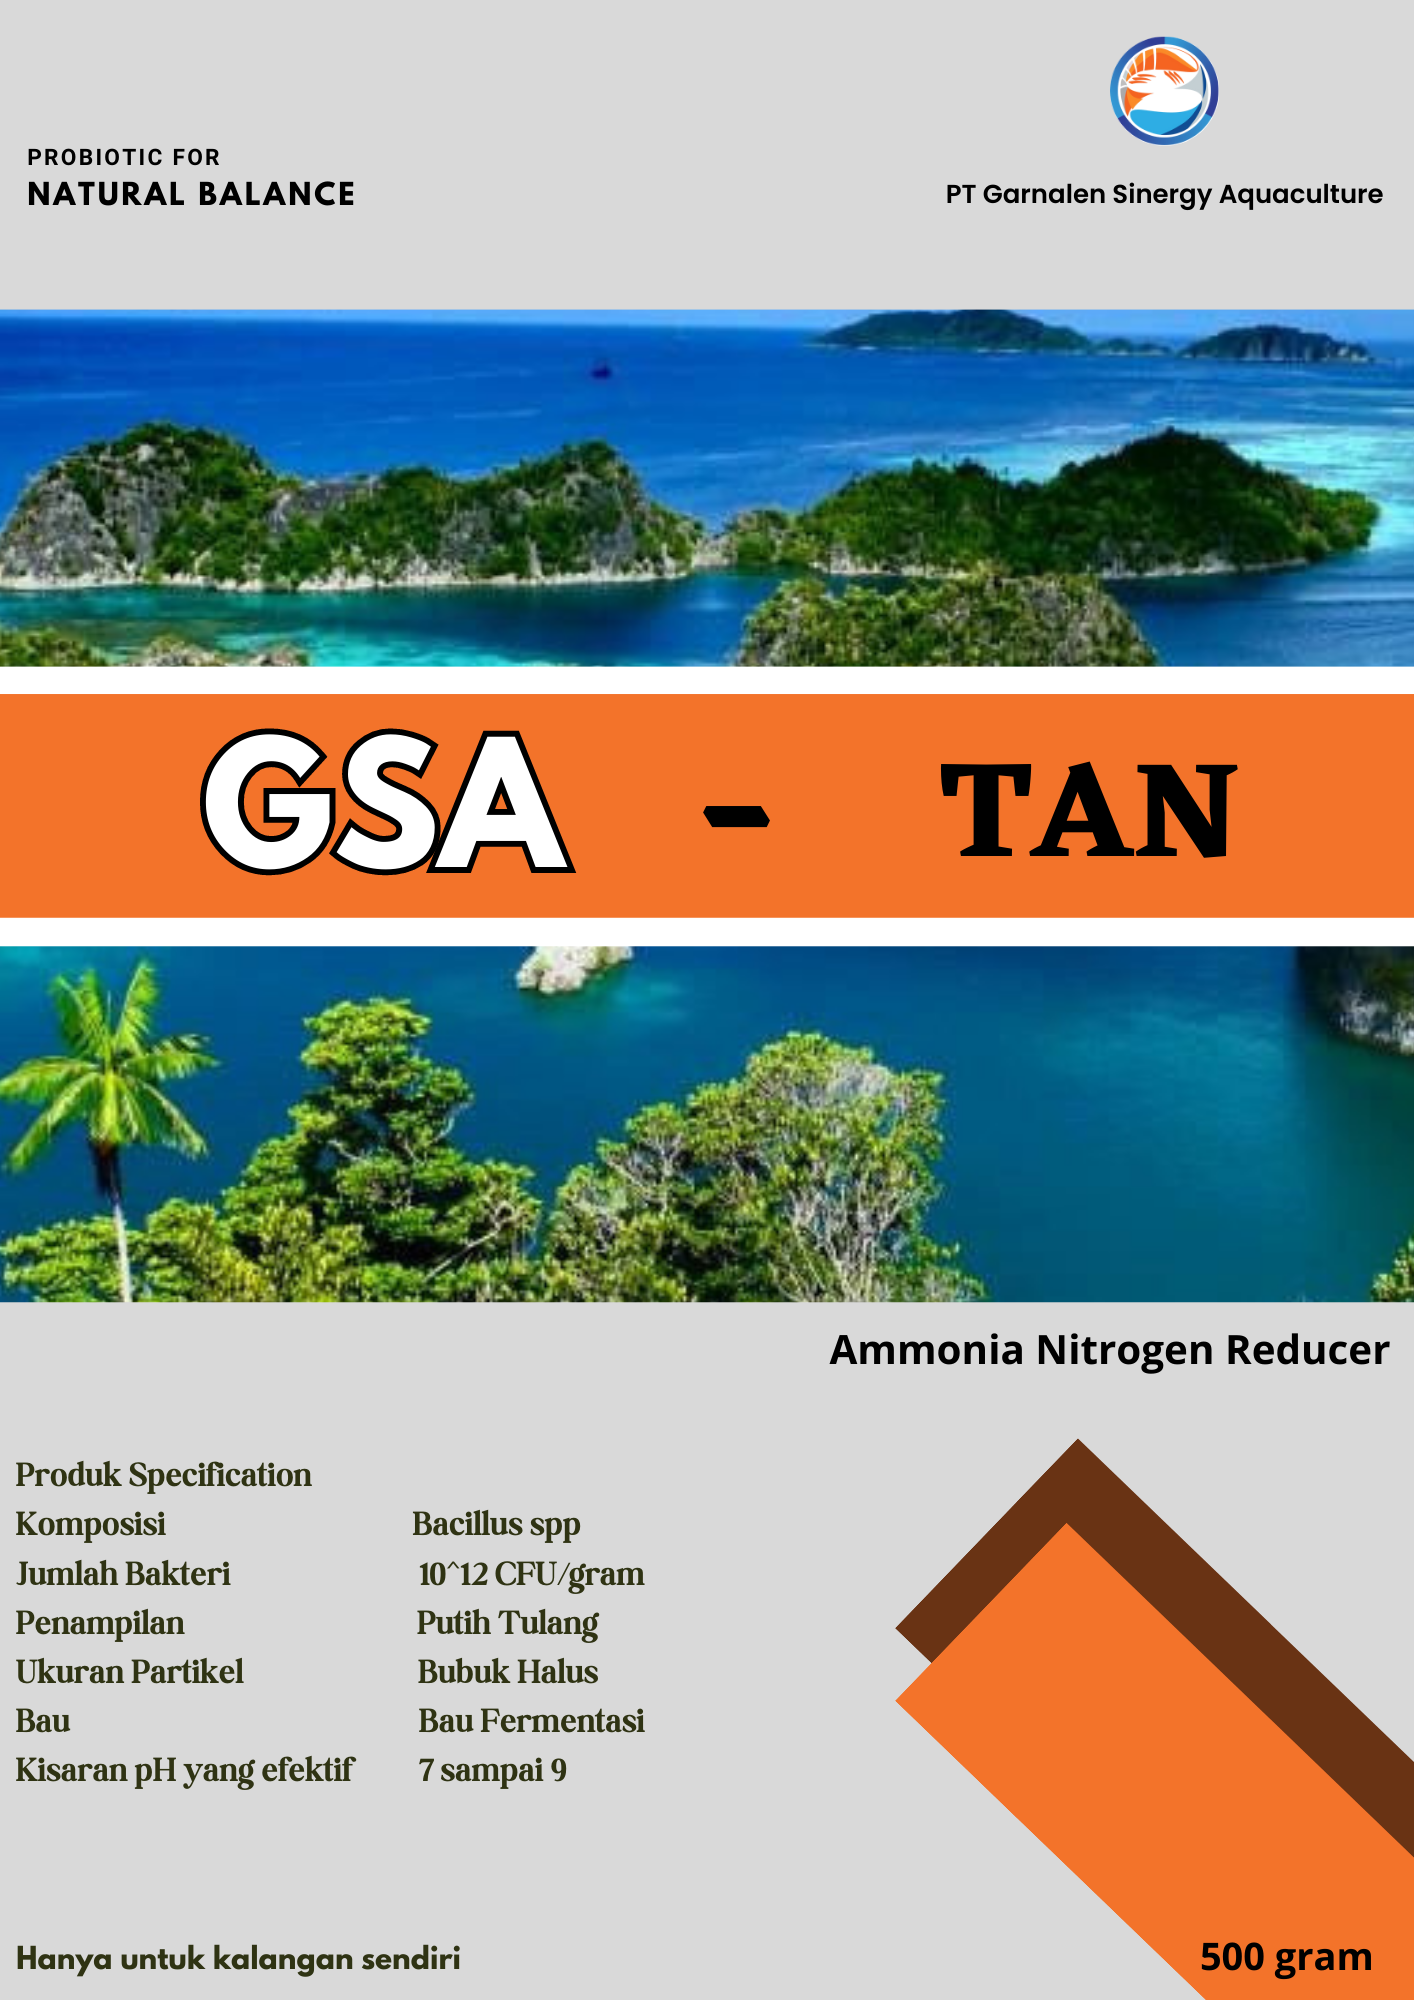 PROBIOTIC FOR
NATURAL BALANCE
PT Garnalen Sinergy Aquaculture
GSA - TAN
Ammonia Nitrogen Reducer
Produk Specification
Komposisi Bacillus spp
Jumlah Bakteri 10^12 CFU/gram
Penampilan Putih Tulang
Ukuran Partikel Bubuk Halus
Bau Bau Fermentasi
Kisaran pH yang efektif 7 sampai 9
Hanya untuk kalangan sendiri
500 gram